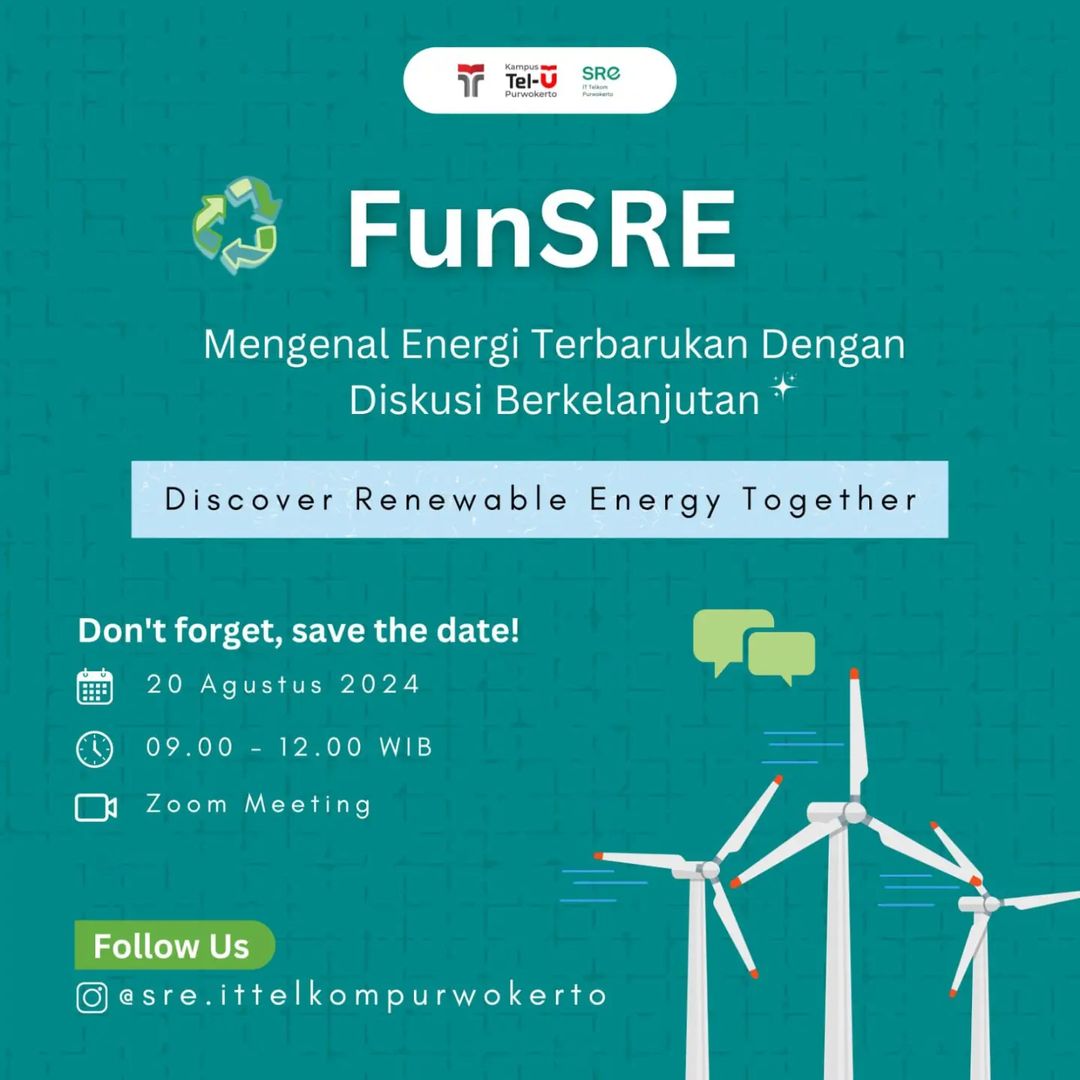 Kampus
Tel-U
Purwokerto
SRE
IT Telkom
Purwokerto
FunSRE
Mengenal Energi Terbarukan Dengan
Diskusi Berkelanjutan
Discover Renewable Energy Together
Don't forget, save the date!
20 Agustus 2024
09.00 - 12.00 WIB
Zoom Meeting
Follow Us
@sre.ittelkompurwokerto